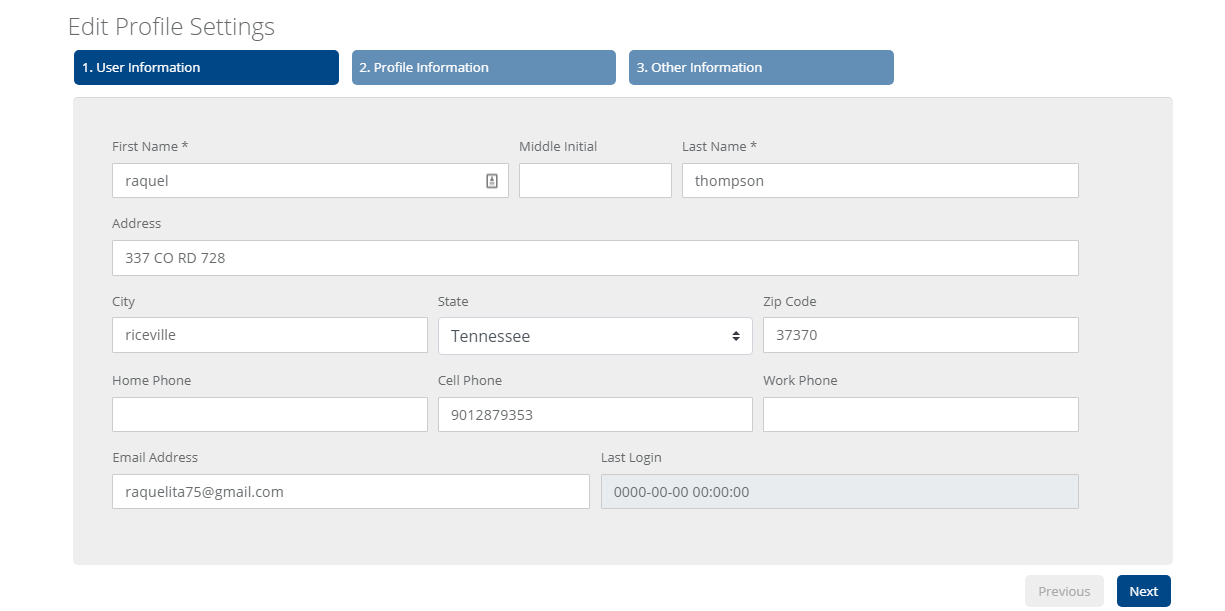 Edit Profile Settings
1. User Information 2. Profile Information 3. Other Information
First Name * Middle Initial Last Name *
raquel thompson
Address
337 CO RD 728
City State Zip Code
riceville Tennessee 37370
Home Phone Cell Phone Work Phone
9012879353
Email Address Last Login
raquelita75@gmail.com 0000-00-00 00:00:00
Previous Next